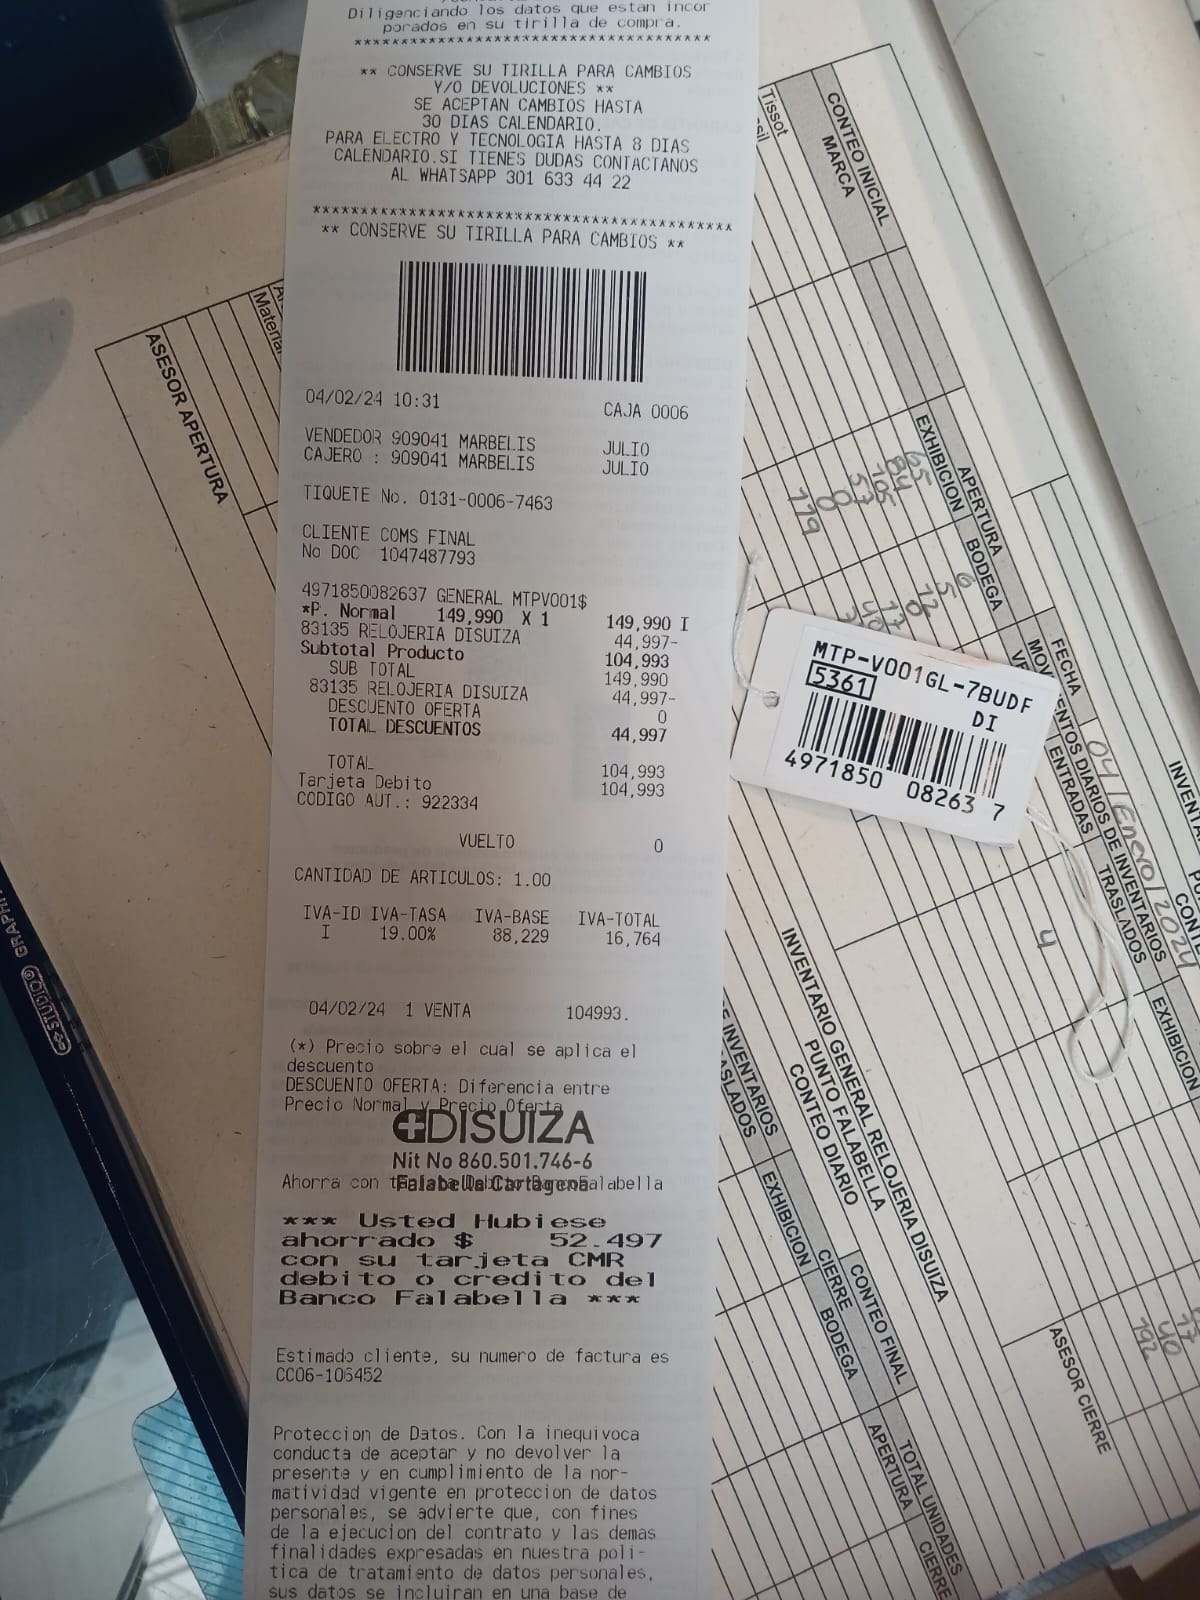 Diligenciando los datos que estan incor
porados en su tirilla de compra.
**************************************
** CONSERVE SU TIRILLA PARA CAMBIOS
Y/O DEVOLUCIONES **
SE ACEPTAN CAMBIOS HASTA
30 DIAS CALENDARIO.
PARA ELECTRO Y TECNOLOGIA HASTA 8 DIAS
CALENDARIO.SI TIENES DUDAS CONTACTANOS
AL WHATSAPP 301 633 44 22
********************************************
** CONSERVE SU TIRILLA PARA CAMBIOS **
04/02/24 10:31 CAJA 0006
VENDEDOR 909041 MARBELIS JULIO
CAJERO : 909041 MARBELIS JULIO
TIQUETE No. 0131-0006-7463
CLIENTE COMS FINAL
No DOC 1047487793
4971850082637 GENERAL MTPV001$
*P. Normal 149,990 X 1 149,990 I
83135 RELOJERIA DISUIZA 44,997-
Subtotal Producto 104,993
SUB TOTAL 149,990
83135 RELOJERIA DISUIZA 44,997-
DESCUENTO OFERTA 0
TOTAL DESCUENTOS 44,997
TOTAL 104,993
Tarjeta Debito 104,993
CODIGO AUT.: 922334
VUELTO 0
CANTIDAD DE ARTICULOS: 1.00
IVA-ID IVA-TASA IVA-BASE IVA-TOTAL
I 19.00% 88,229 16,764
04/02/24 1 VENTA 104993.
(*) Precio sobre el cual se aplica el
descuento
DESCUENTO OFERTA: Diferencia entre
Precio Normal y Precio Oferta
DISUIZA
Nit No 860.501.746-6
Falabella Cartagena
Ahorra con Falabella
*** Usted Hubiese
ahorrado $ 52.497
con su tarjeta CMR
debito o credito del
Banco Falabella ***
Estimado cliente, su numero de factura es
CC06-106452
Proteccion de Datos. Con la inequivoca
conducta de aceptar y no devolver la
presente y en cumplimiento de la nor-
matividad vigente en proteccion de datos
personales, se advierte que, con fines
de la ejecucion del contrato y las demas
finalidades expresadas en nuestra poli-
tica de tratamiento de datos personales,
sus datos se incluiran en una base de
MTP-V001GL-7BUDF
5361 DI
4971850 08263 7
ASESOR APERTURA
Material
Tissot
CONTEO INICIAL
MARCA
APERTURA
EXHIBICION BODEGA
65
84
105
57
0
179
FECHA 04/Enero/2024
MOVIMIENTOS DIARIOS DE INVENTARIOS
ENTRADAS TRASLADOS
4
EXHIBICION
INVENTARIO GENERAL RELOJERIA DISUIZA
PUNTO FALABELLA
CONTEO DIARIO
INVENTARIOS
EXHIBICION BODEGA
CIERRE
CONTEO FINAL
TOTAL UNIDADES
APERTURA CIERRE
ASESOR CIERRE
77
40
192
STUDIO